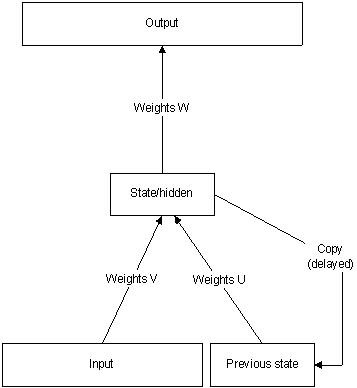 Output
Weights W
State/hidden
Copy
(delayed)
Weights V
Weights U
Input
Previous state